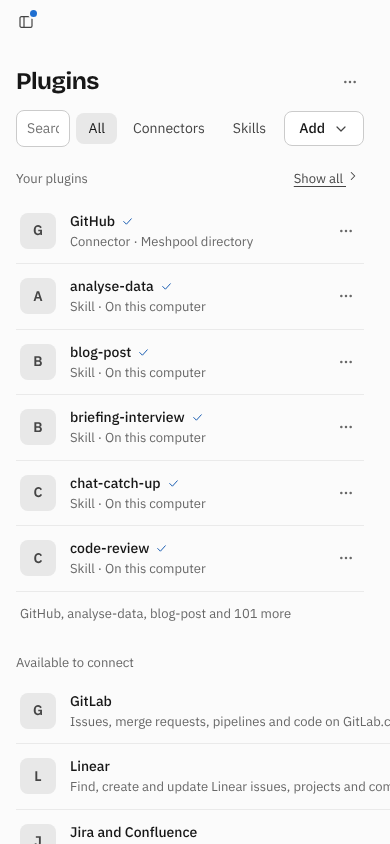 Plugins
Searc
All
Connectors
Skills
Add
Your plugins
Show all
G
GitHub
Connector · Meshpool directory
A
analyse-data
Skill · On this computer
B
blog-post
Skill · On this computer
B
briefing-interview
Skill · On this computer
C
chat-catch-up
Skill · On this computer
C
code-review
Skill · On this computer
GitHub, analyse-data, blog-post and 101 more
Available to connect
G
GitLab
Issues, merge requests, pipelines and code on GitLab.c
L
Linear
Find, create and update Linear issues, projects and com
J
Jira and Confluence